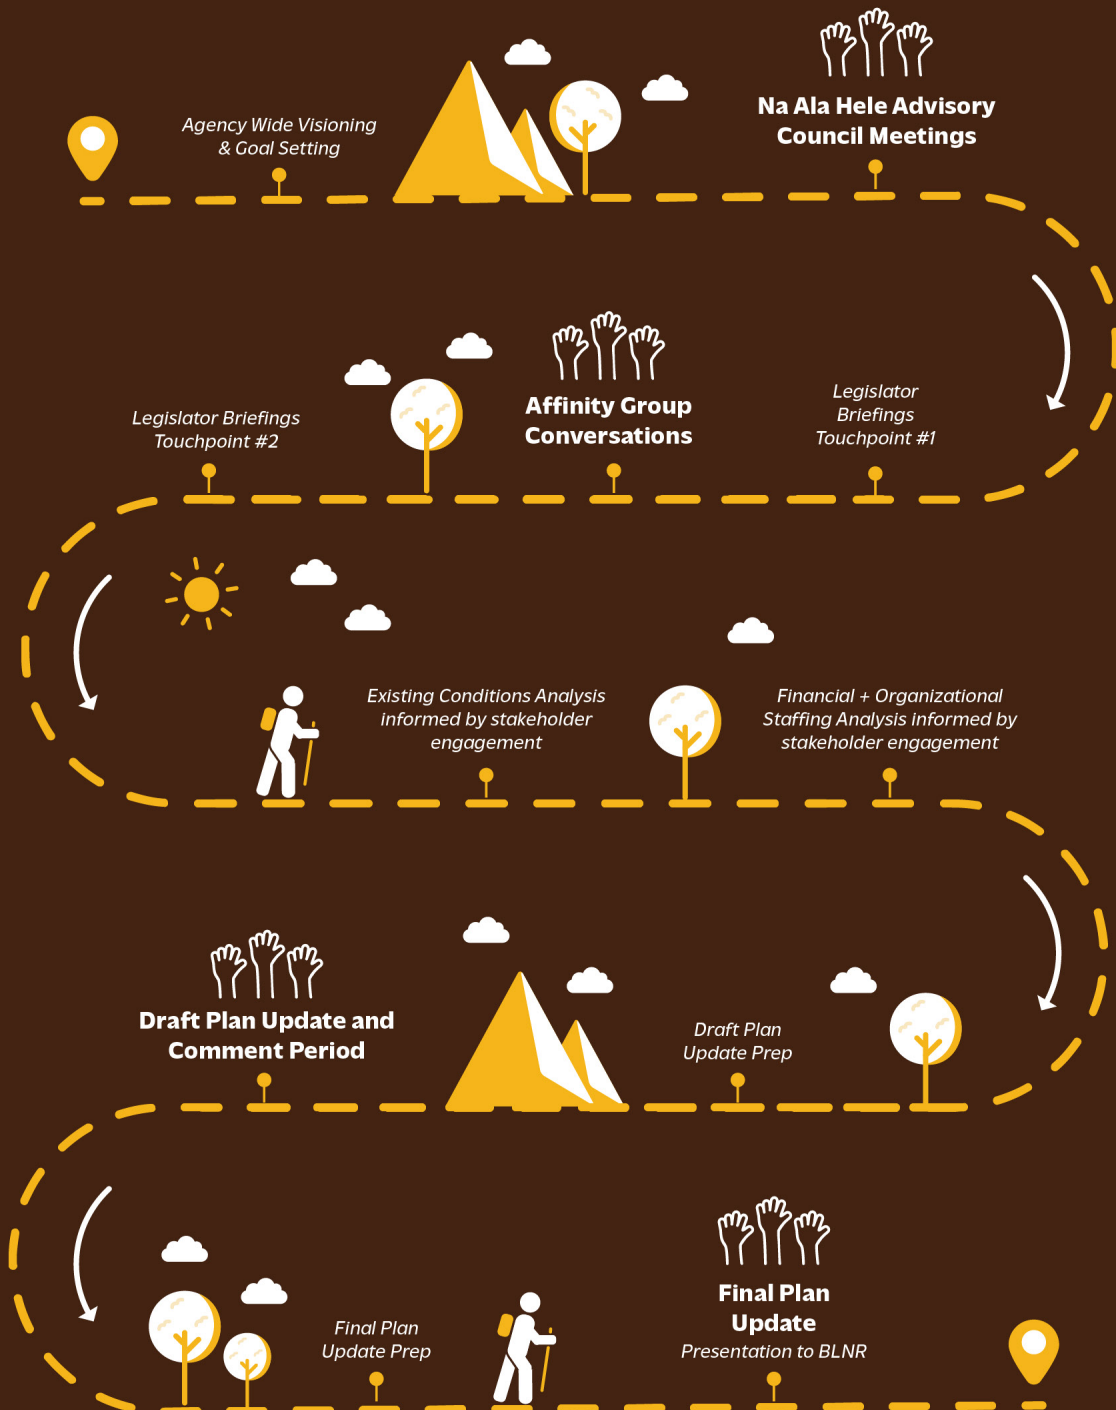 Agency Wide Visioning
& Goal Setting
Na Ala Hele Advisory
Council Meetings
Legislator
Briefings
Touchpoint #1
Affinity Group
Conversations
Legislator Briefings
Touchpoint #2
Existing Conditions Analysis
informed by stakeholder
engagement
Financial + Organizational
Staffing Analysis informed by
stakeholder engagement
Draft Plan
Update Prep
Draft Plan Update and
Comment Period
Final Plan
Update Prep
Final Plan
Update
Presentation to BLNR